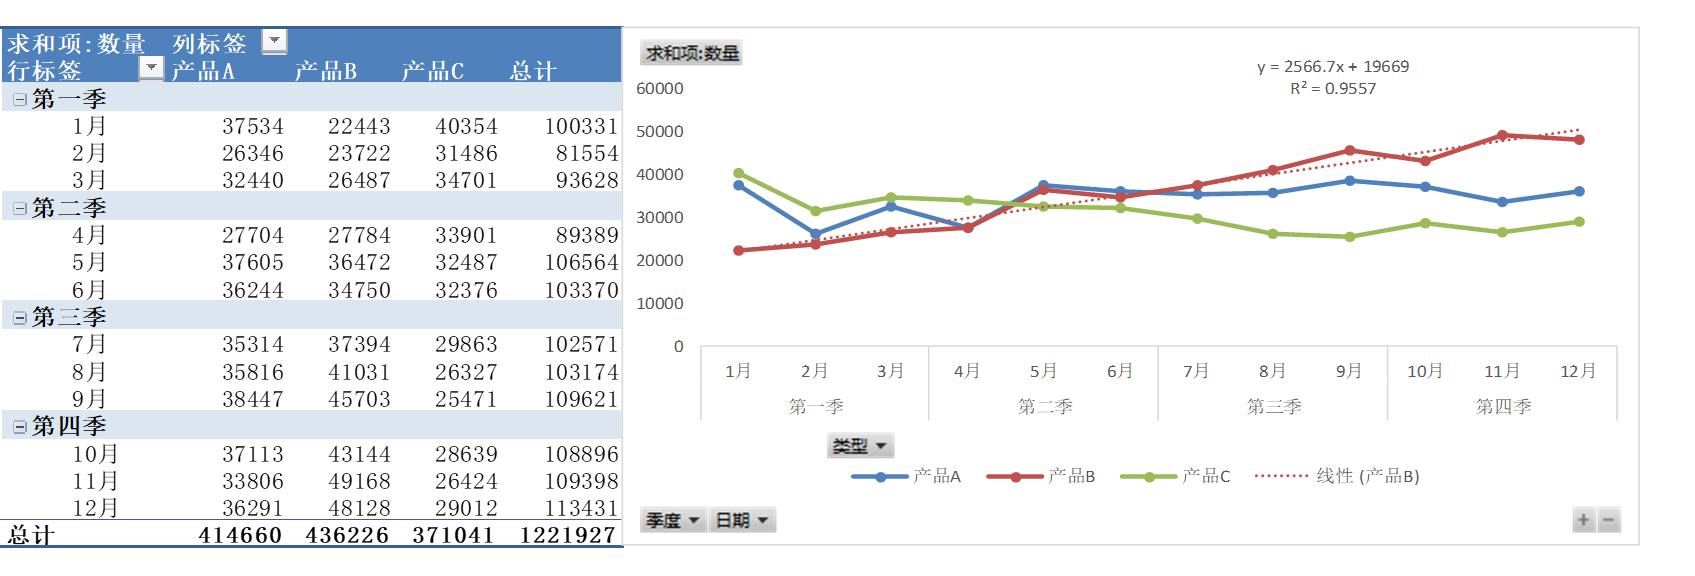 求和项:数量 列标签
行标签 产品A 产品B 产品C 总计
第一季
1月 37534 22443 40354 100331
2月 26346 23722 31486 81554
3月 32440 26487 34701 93628
第二季
4月 27704 27784 33901 89389
5月 37605 36472 32487 106564
6月 36244 34750 32376 103370
第三季
7月 35314 37394 29863 102571
8月 35816 41031 26327 103174
9月 38447 45703 25471 109621
第四季
10月 37113 43144 28639 108896
11月 33806 49168 26424 109398
12月 36291 48128 29012 113431
总计 414660 436226 371041 1221927
求和项:数量
y = 2566.7x + 19669
R² = 0.9557
60000
50000
40000
30000
20000
10000
0
1月 2月 3月 4月 5月 6月 7月 8月 9月 10月 11月 12月
第一季 第二季 第三季 第四季
类型
产品A 产品B 产品C 线性 (产品B)
季度 日期 + −